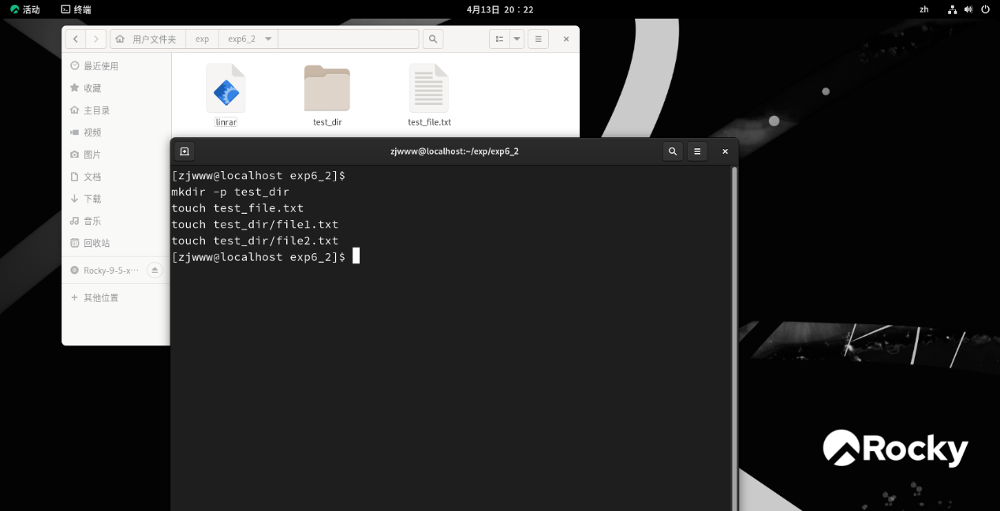 活动 终端 4月13日 20：22 zh
用户文件夹 exp exp6_2
最近使用
收藏
主目录
视频
图片
文档
下载
音乐
回收站
Rocky-9-5-x…
其他位置
linrar test_dir test_file.txt
zjwww@localhost:~/exp/exp6_2
[zjwww@localhost exp6_2]$
mkdir -p test_dir
touch test_file.txt
touch test_dir/file1.txt
touch test_dir/file2.txt
[zjwww@localhost exp6_2]$
Rocky